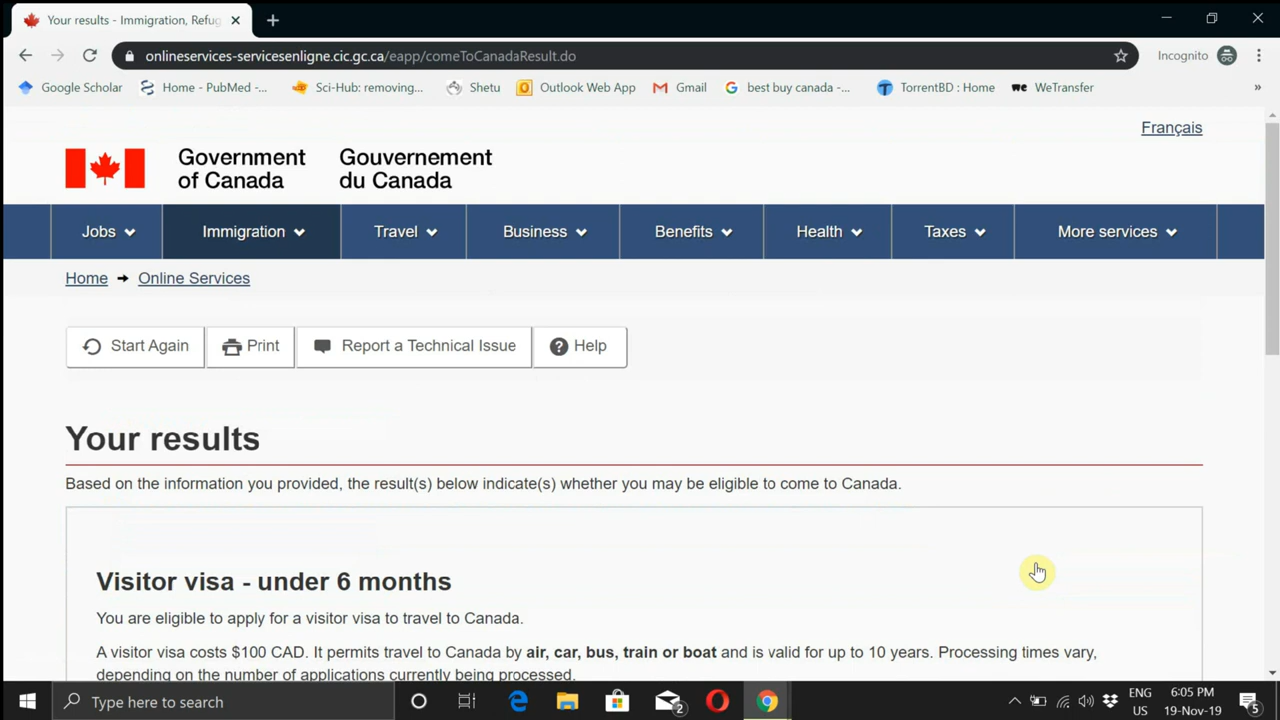 Your results - Immigration, Refug
onlineservices-servicesenligne.cic.gc.ca/eapp/comeToCanadaResult.do
Incognito
Google Scholar
Home - PubMed -...
Sci-Hub: removing...
Shetu
Outlook Web App
Gmail
best buy canada -...
TorrentBD : Home
we
WeTransfer
»
Français
Government of Canada
Gouvernement du Canada
Jobs
Immigration
Travel
Business
Benefits
Health
Taxes
More services
Home → Online Services
Start Again
Print
Report a Technical Issue
Help
Your results
Based on the information you provided, the result(s) below indicate(s) whether you may be eligible to come to Canada.
Visitor visa - under 6 months
You are eligible to apply for a visitor visa to travel to Canada.
A visitor visa costs $100 CAD. It permits travel to Canada by air, car, bus, train or boat and is valid for up to 10 years. Processing times vary,
depending on the number of applications currently being processed.
Type here to search
2
ENG
US
6:05 PM
19-Nov-19
5